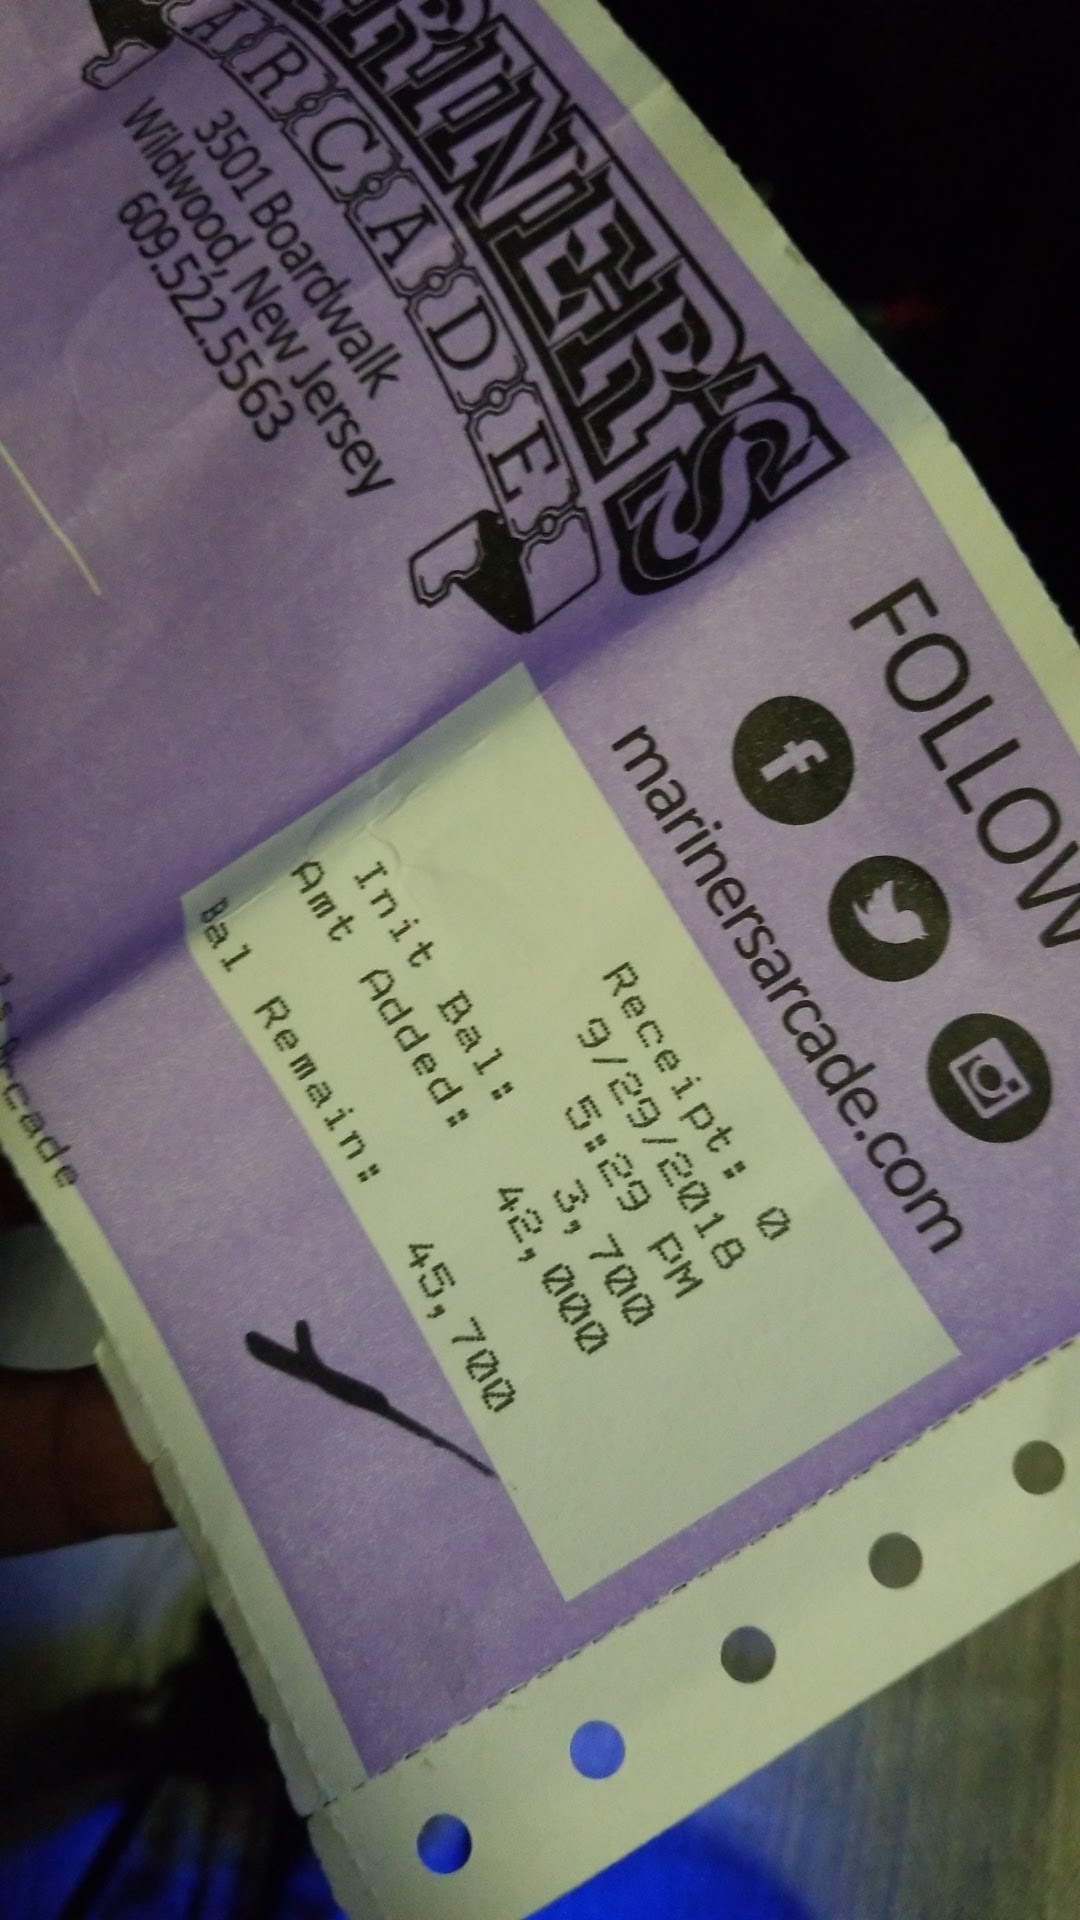 ARCADE
3501 Boardwalk
Wildwood, New Jersey
609.522.5563
FOLLOW
marinersarcade.com
Receipt: 0
9/29/2018
5:29 PM
Init Bal: 3,700
Amt Added: 42,000
Bal Remain: 45,700